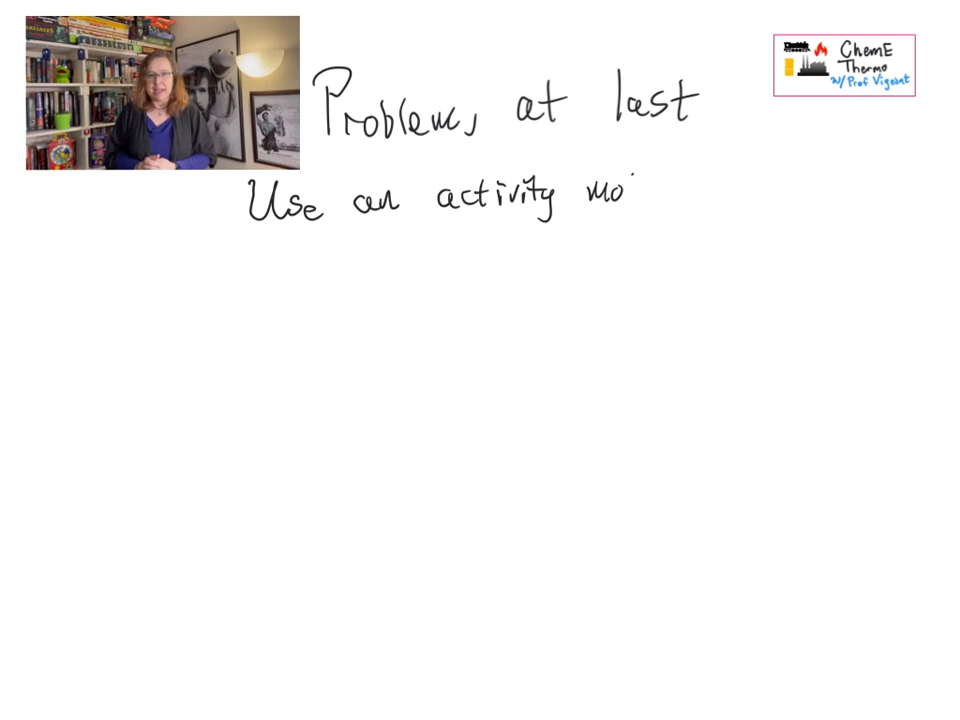 Problem, at last
ChemE
Thermo
w/ Prof Vigeant
Use an activity mo